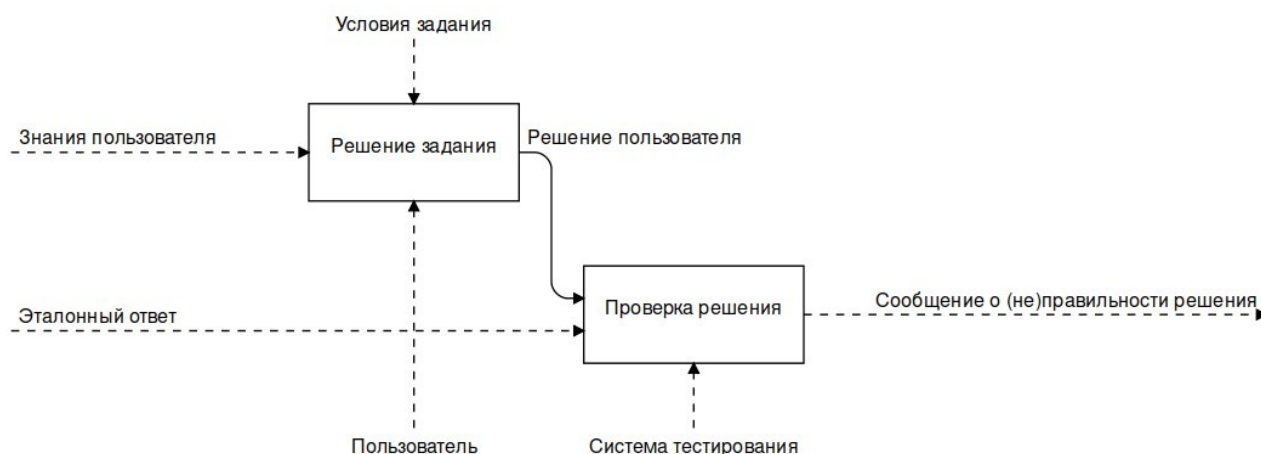 Условия задания
Знания пользователя
Решение задания
Решение пользователя
Эталонный ответ
Проверка решения
Сообщение о (не)правильности решения
Пользователь
Система тестирования